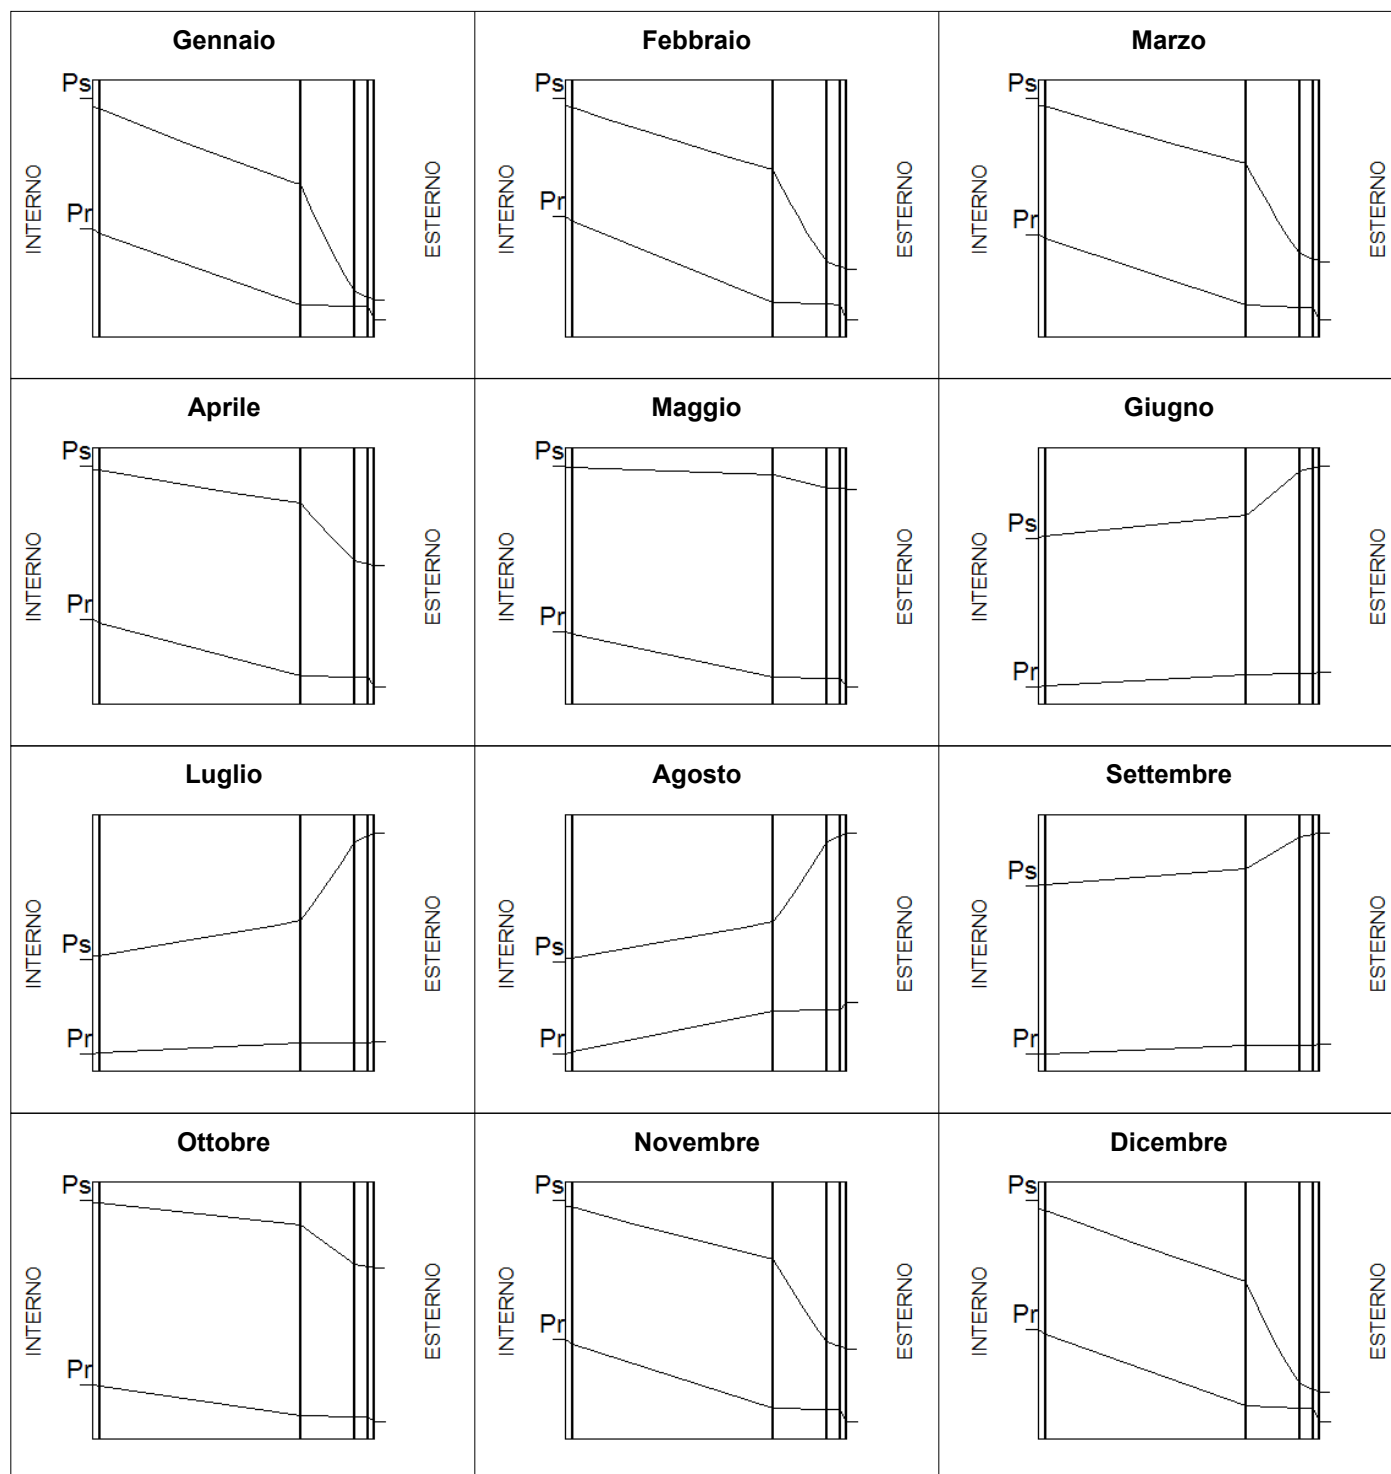 Gennaio
Ps
Pr
INTERNO
ESTERNO
Febbraio
Ps
Pr
INTERNO
ESTERNO
Marzo
Ps
Pr
INTERNO
ESTERNO
Aprile
Ps
Pr
INTERNO
ESTERNO
Maggio
Ps
Pr
INTERNO
ESTERNO
Giugno
Ps
Pr
INTERNO
ESTERNO
Luglio
Ps
Pr
INTERNO
ESTERNO
Agosto
Ps
Pr
INTERNO
ESTERNO
Settembre
Ps
Pr
INTERNO
ESTERNO
Ottobre
Ps
Pr
INTERNO
ESTERNO
Novembre
Ps
Pr
INTERNO
ESTERNO
Dicembre
Ps
Pr
INTERNO
ESTERNO